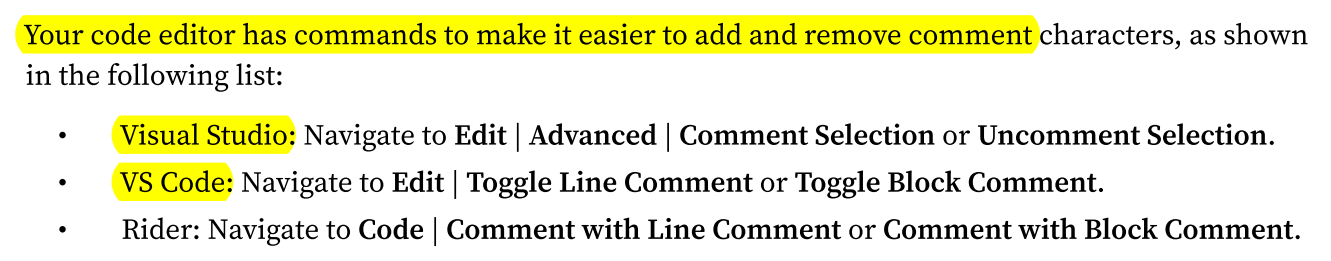 Your code editor has commands to make it easier to add and remove comment characters, as shown
in the following list:
• Visual Studio: Navigate to Edit | Advanced | Comment Selection or Uncomment Selection.
• VS Code: Navigate to Edit | Toggle Line Comment or Toggle Block Comment.
• Rider: Navigate to Code | Comment with Line Comment or Comment with Block Comment.